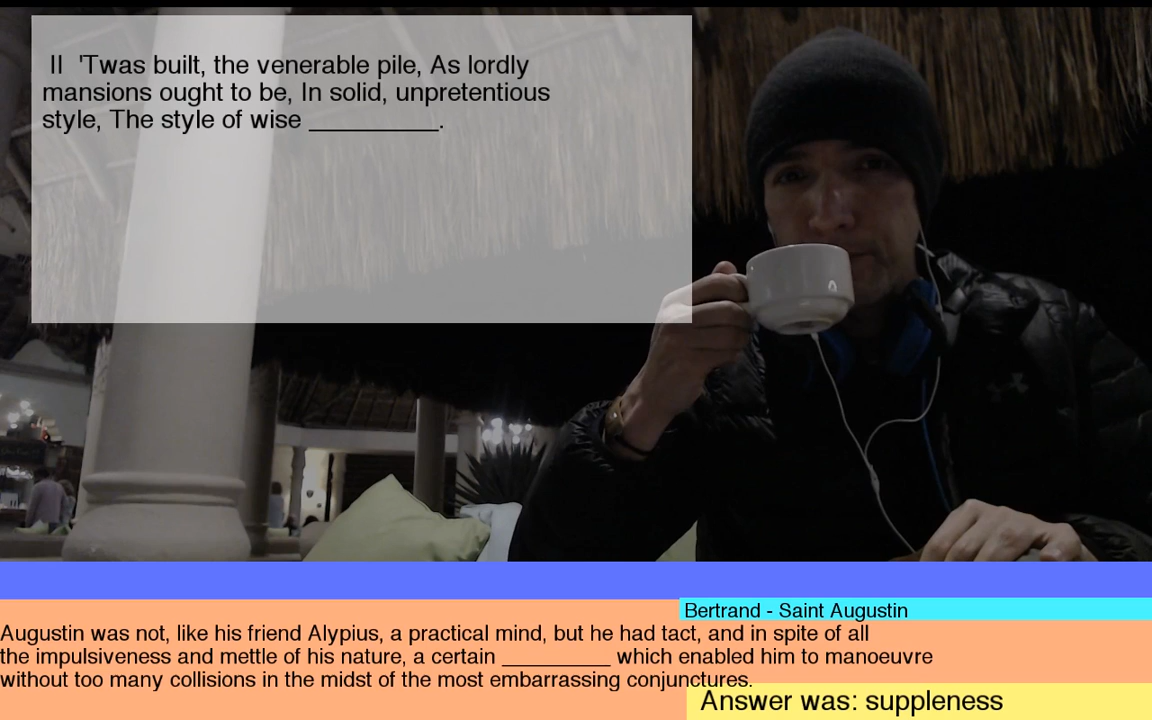 II 'Twas built, the venerable pile, As lordly
mansions ought to be, In solid, unpretentious
style, The style of wise __________.
Bertrand - Saint Augustin
Augustin was not, like his friend Alypius, a practical mind, but he had tact, and in spite of all
the impulsiveness and mettle of his nature, a certain __________ which enabled him to manoeuvre
without too many collisions in the midst of the most embarrassing conjunctures.
Answer was: suppleness